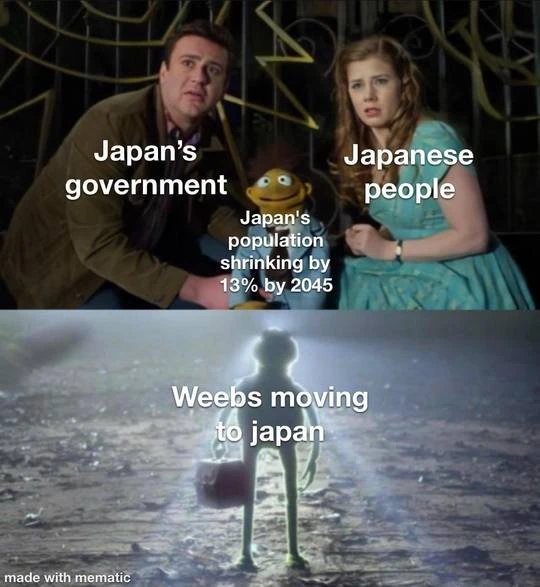 Japan's
government
Japanese
people
Japan's
population
shrinking by
13% by 2045
Weebs moving
to japan
made with mematic